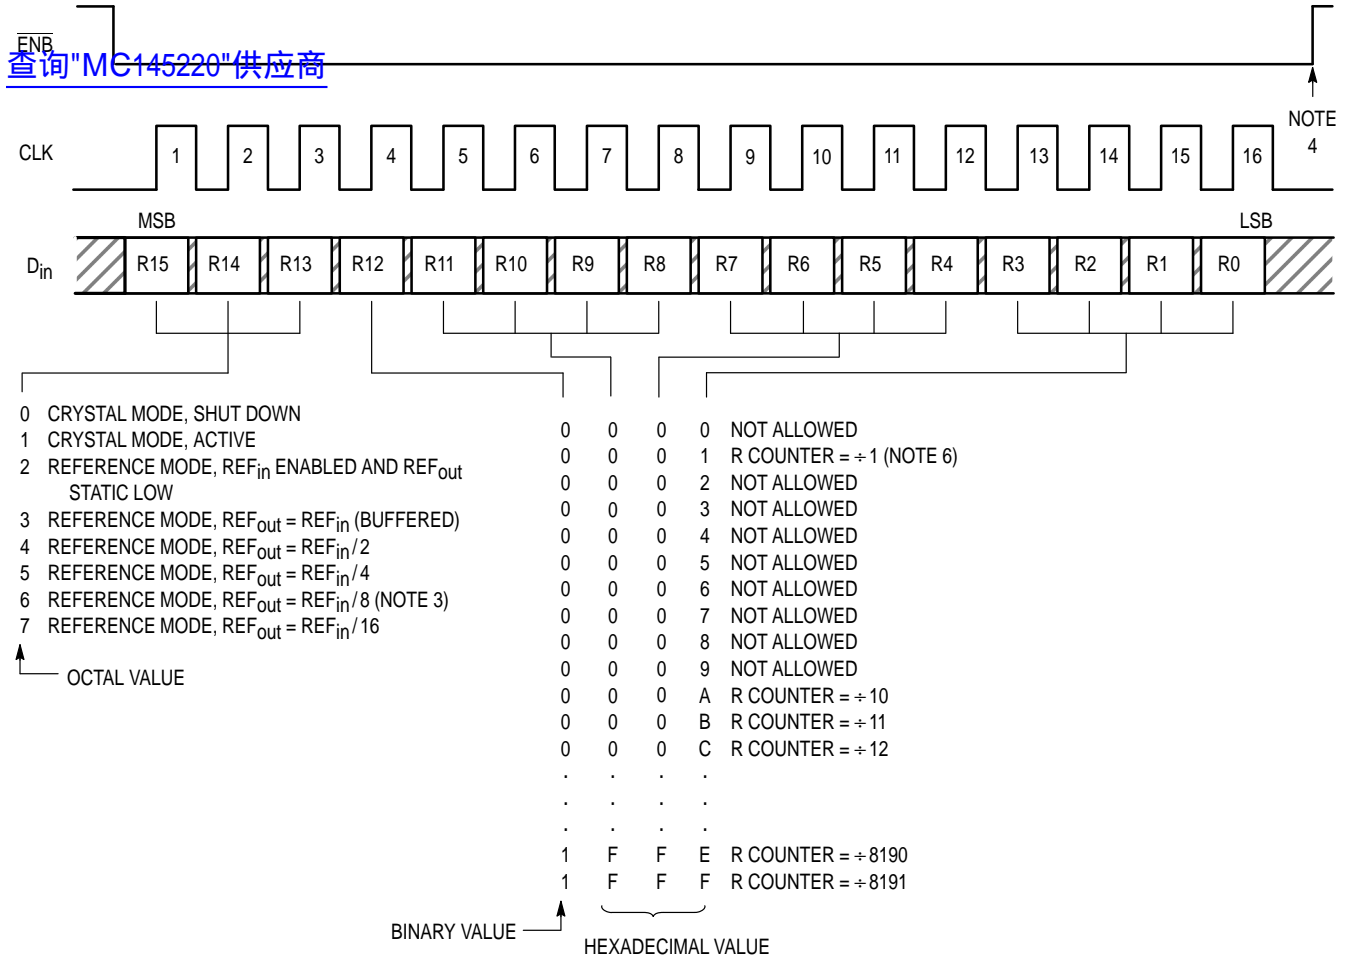 ENB
查询"MC145220"供应商
NOTE
4
CLK
1 2 3 4 5 6 7 8 9 10 11 12 13 14 15 16
MSB LSB
Din
R15 R14 R13 R12 R11 R10 R9 R8 R7 R6 R5 R4 R3 R2 R1 R0
0 CRYSTAL MODE, SHUT DOWN
1 CRYSTAL MODE, ACTIVE
2 REFERENCE MODE, REFin ENABLED AND REFout
STATIC LOW
3 REFERENCE MODE, REFout = REFin (BUFFERED)
4 REFERENCE MODE, REFout = REFin/2
5 REFERENCE MODE, REFout = REFin/4
6 REFERENCE MODE, REFout = REFin/8 (NOTE 3)
7 REFERENCE MODE, REFout = REFin/16
OCTAL VALUE
0 0 0 0 NOT ALLOWED
0 0 0 1 R COUNTER = ÷1 (NOTE 6)
0 0 0 2 NOT ALLOWED
0 0 0 3 NOT ALLOWED
0 0 0 4 NOT ALLOWED
0 0 0 5 NOT ALLOWED
0 0 0 6 NOT ALLOWED
0 0 0 7 NOT ALLOWED
0 0 0 8 NOT ALLOWED
0 0 0 9 NOT ALLOWED
0 0 0 A R COUNTER = ÷10
0 0 0 B R COUNTER = ÷11
0 0 0 C R COUNTER = ÷12
. . . .
. . . .
. . . .
1 F F E R COUNTER = ÷8190
1 F F F R COUNTER = ÷8191
BINARY VALUE
HEXADECIMAL VALUE